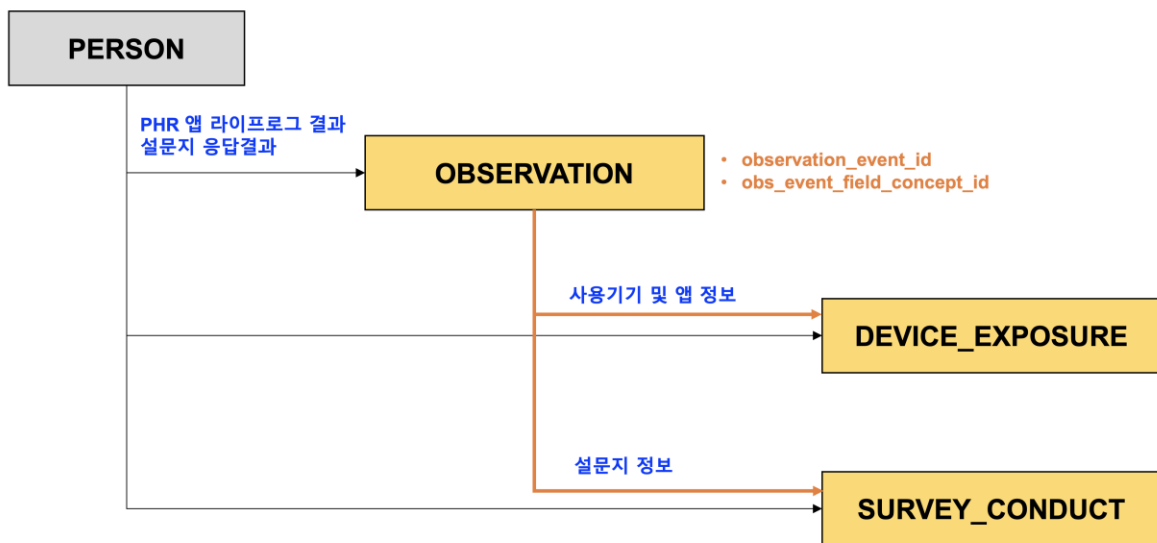 PERSON
PHR 앱 라이프로그 결과
설문지 응답결과
OBSERVATION
• observation_event_id
• obs_event_field_concept_id
사용기기 및 앱 정보
DEVICE_EXPOSURE
설문지 정보
SURVEY_CONDUCT